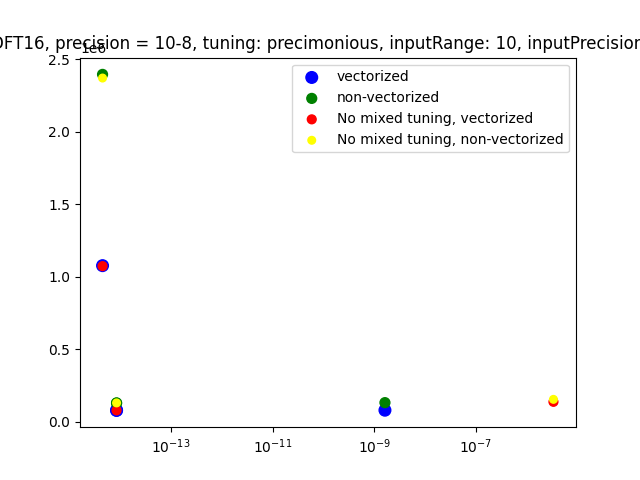 DFT16, precision = 10-8, tuning: precimonious, inputRange: 10, inputPrecision
1e6
2.5
2.0
1.5
1.0
0.5
0.0
vectorized
non-vectorized
No mixed tuning, vectorized
No mixed tuning, non-vectorized
10⁻¹³ 10⁻¹¹ 10⁻⁹ 10⁻⁷